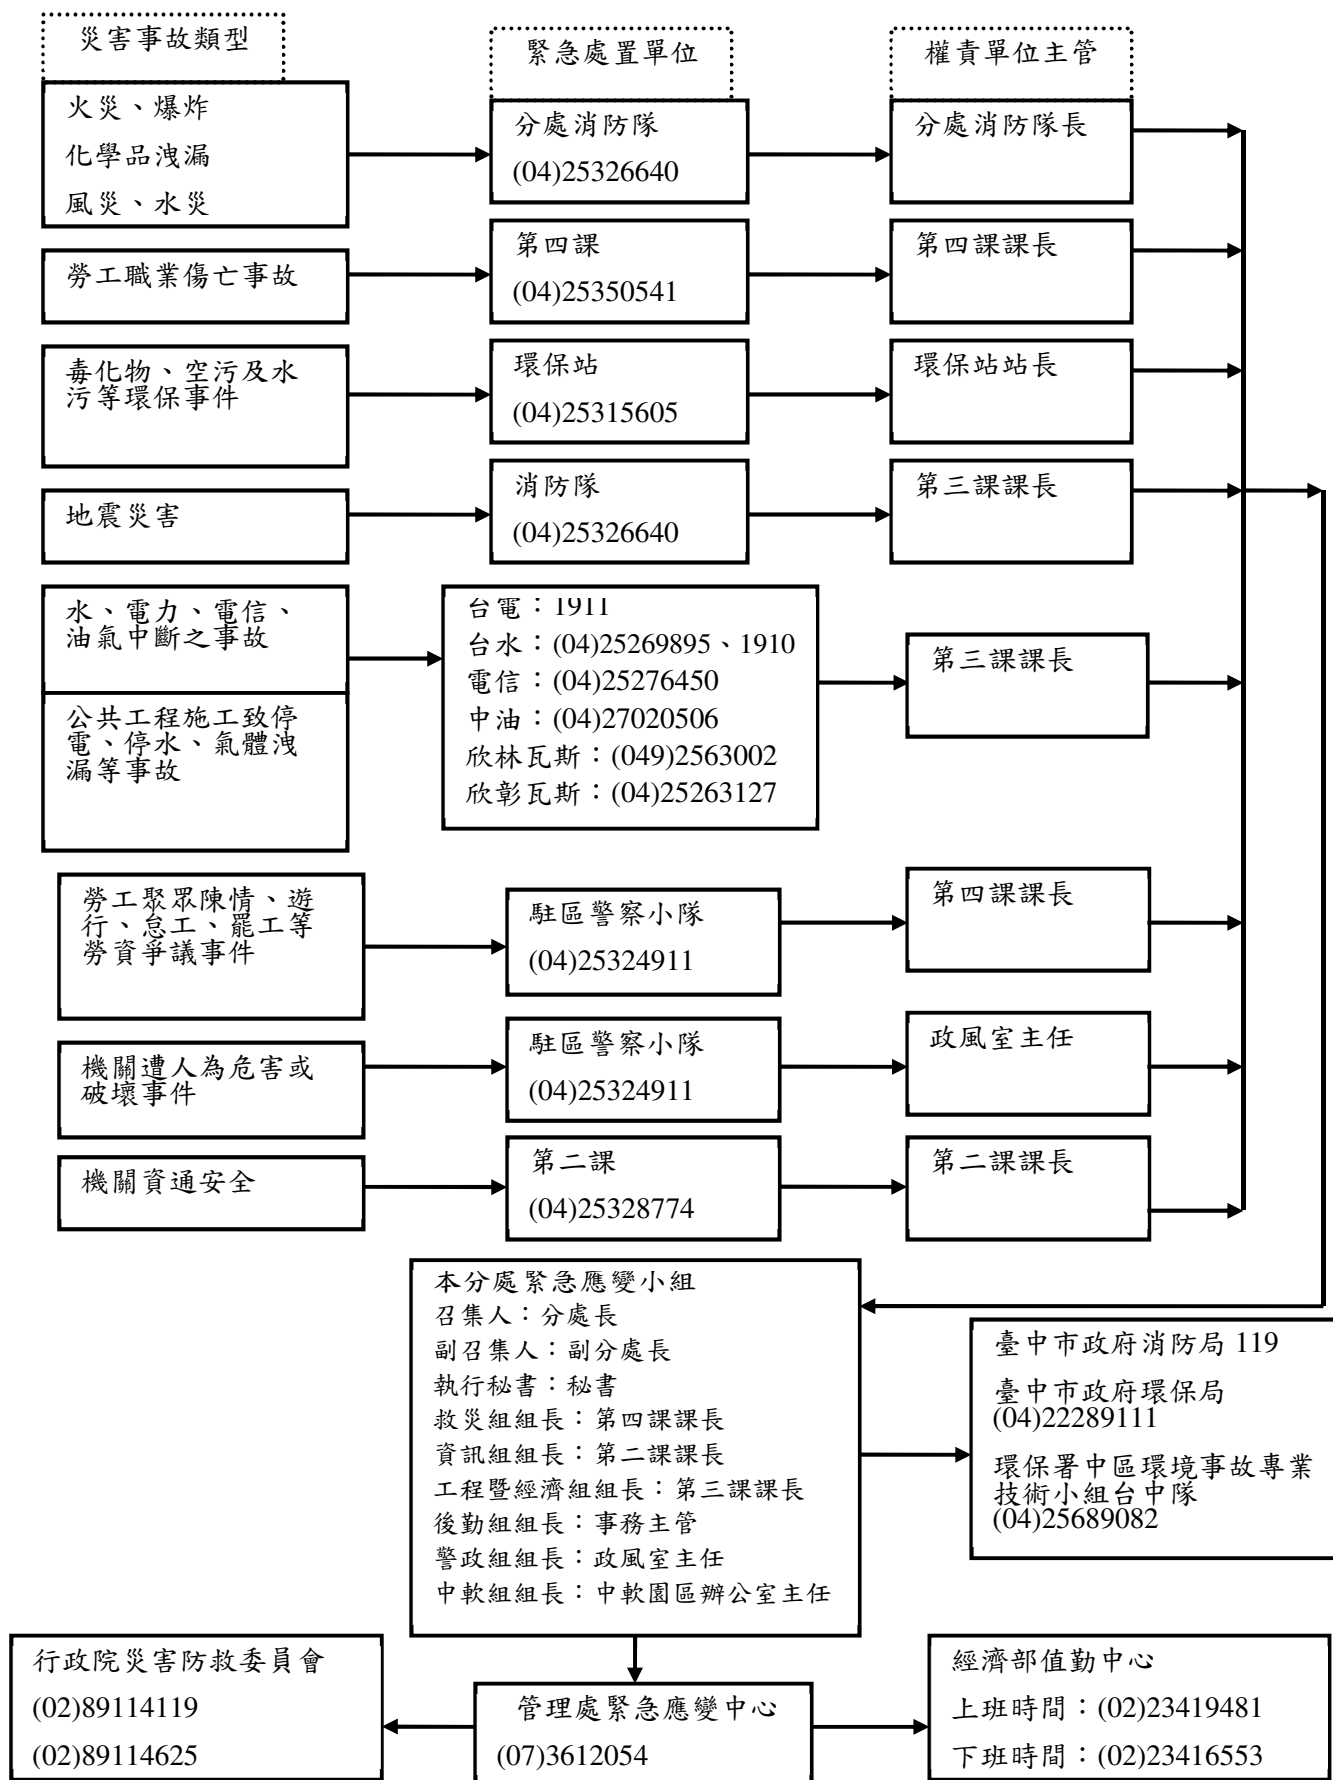 災害事故類型
緊急處置單位
權責單位主管
火災、爆炸
化學品洩漏
風災、水災
分處消防隊
(04)25326640
分處消防隊長
勞工職業傷亡事故
第四課
(04)25350541
第四課課長
毒化物、空污及水
污等環保事件
環保站
(04)25315605
環保站站長
地震災害
消防隊
(04)25326640
第三課課長
水、電力、電信、
油氣中斷之事故
公共工程施工致停
電、停水、氣體洩
漏等事故
台電：1911
台水：(04)25269895、1910
電信：(04)25276450
中油：(04)27020506
欣林瓦斯：(049)2563002
欣彰瓦斯：(04)25263127
第三課課長
勞工聚眾陳情、遊
行、怠工、罷工等
勞資爭議事件
駐區警察小隊
(04)25324911
第四課課長
機關遭人為危害或
破壞事件
駐區警察小隊
(04)25324911
政風室主任
機關資通安全
第二課
(04)25328774
第二課課長
本分處緊急應變小組
召集人：分處長
副召集人：副分處長
執行秘書：秘書
救災組組長：第四課課長
資訊組組長：第二課課長
工程暨經濟組組長：第三課課長
後勤組組長：事務主管
警政組組長：政風室主任
中軟組組長：中軟園區辦公室主任
臺中市政府消防局 119
臺中市政府環保局
(04)22289111
環保署中區環境事故專業
技術小組台中隊
(04)25689082
行政院災害防救委員會
(02)89114119
(02)89114625
管理處緊急應變中心
(07)3612054
經濟部值勤中心
上班時間：(02)23419481
下班時間：(02)23416553